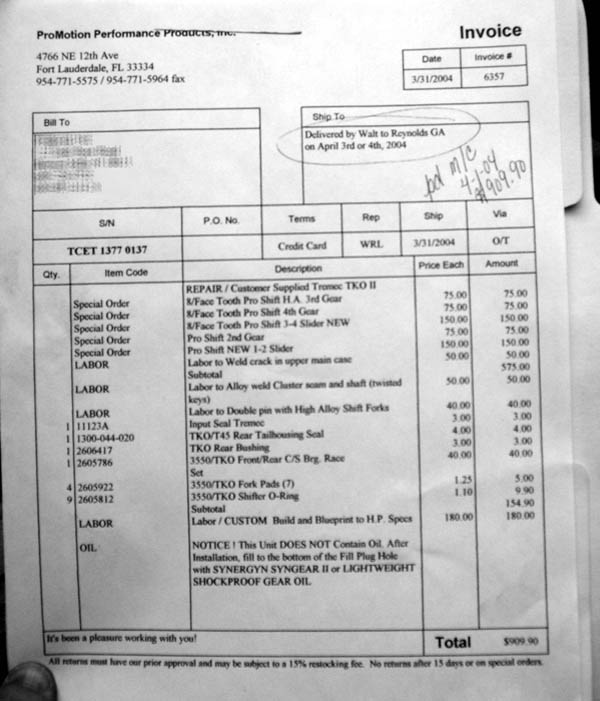 ProMotion Performance Products, Inc.
Invoice
4766 NE 12th Ave
Fort Lauderdale, FL 33334
954-771-5575 / 954-771-5964 fax
Date Invoice #
3/31/2004 6357
Bill To
Ship To
Delivered by Walt to Reynolds GA
on April 3rd or 4th, 2004
pd M/C
4-1-04
$909.90
S/N P.O. No. Terms Rep Ship Via
TCET 1377 0137 Credit Card WRL 3/31/2004 O/T
Qty. Item Code Description Price Each Amount
REPAIR / Customer Supplied Tremec TKO II
Special Order 8/Face Tooth Pro Shift H.A. 3rd Gear 75.00 75.00
Special Order 8/Face Tooth Pro Shift 4th Gear 75.00 75.00
Special Order 8/Face Tooth Pro Shift 3-4 Slider NEW 150.00 150.00
Special Order Pro Shift 2nd Gear 75.00 75.00
Special Order Pro Shift NEW 1-2 Slider 150.00 150.00
LABOR Labor to Weld crack in upper main case 50.00 50.00
Subtotal 575.00
LABOR Labor to Alloy weld Cluster seam and shaft (twisted 50.00 50.00
keys)
LABOR Labor to Double pin with High Alloy Shift Forks 40.00 40.00
1 11123A Input Seal Tremec 3.00 3.00
1 1300-044-020 TKO/T45 Rear Tailhousing Seal 4.00 4.00
1 2606417 TKO Rear Bushing 3.00 3.00
1 2605786 3550/TKO Front/Rear C/S Brg. Race 40.00 40.00
Set
4 2605922 3550/TKO Fork Pads (7) 1.25 5.00
9 2605812 3550/TKO Shifter O-Ring 1.10 9.90
Subtotal 154.90
LABOR Labor / CUSTOM Build and Blueprint to H.P. Specs 180.00 180.00
OIL NOTICE ! This Unit DOES NOT Contain Oil. After
Installation, fill to the bottom of the Fill Plug Hole
with SYNERGYN SYNGEAR II or LIGHTWEIGHT
SHOCKPROOF GEAR OIL
It's been a pleasure working with you!
Total $909.90
All returns must have our prior approval and may be subject to a 15% restocking fee. No returns after 15 days or on special orders.